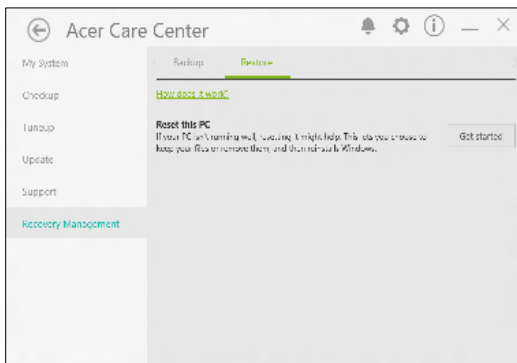 Acer Care Center
My System
Backup
Restore
Checkup
How does it work?
Tuneup
Reset this PC
If your PC isn't running well, resetting it might help. This lets you choose to
keep your files or remove them, and then reinstalls Windows.
Get started
Update
Support
Recovery Management